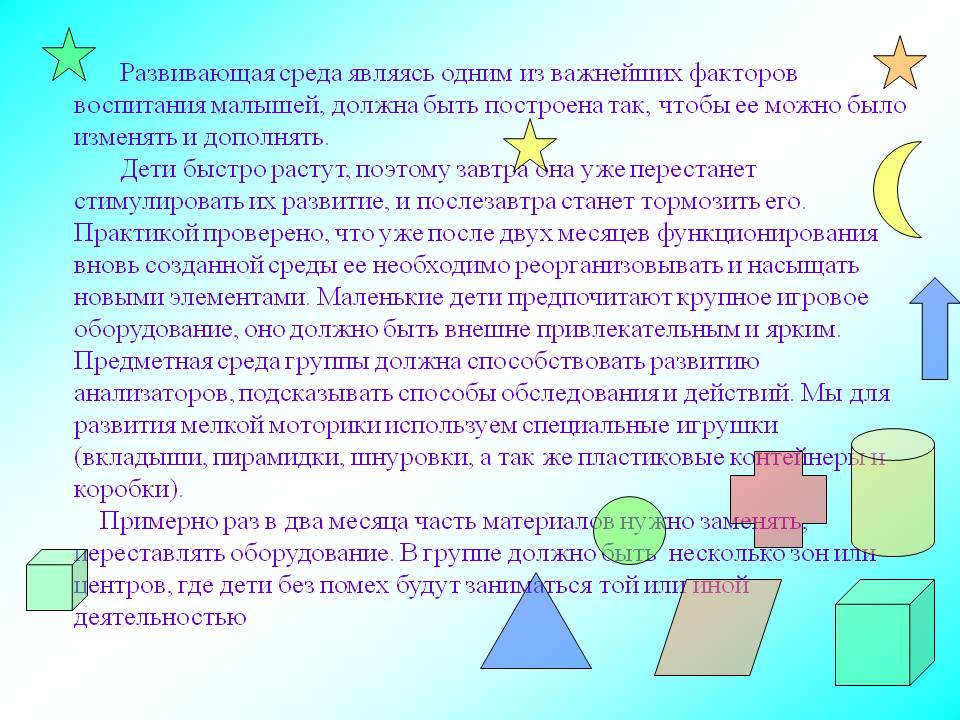 Развивающая среда являясь одним из важнейших факторов
воспитания малышей, должна быть построена так, чтобы ее можно было
изменять и дополнять.
Дети быстро растут, поэтому завтра она уже перестанет
стимулировать их развитие, и послезавтра станет тормозить его.
Практикой проверено, что уже после двух месяцев функционирования
вновь созданной среды ее необходимо реорганизовывать и насыщать
новыми элементами. Маленькие дети предпочитают крупное игровое
оборудование, оно должно быть внешне привлекательным и ярким.
Предметная среда группы должна способствовать развитию
анализаторов, подсказывать способы обследования и действий. Мы для
развития мелкой моторики используем специальные игрушки
(вкладыши, пирамидки, шнуровки, а так же пластиковые контейнеры и
коробки).
Примерно раз в два месяца часть материалов нужно заменять,
переставлять оборудование. В группе должно быть несколько зон или
центров, где дети без помех будут заниматься той или иной
деятельностью